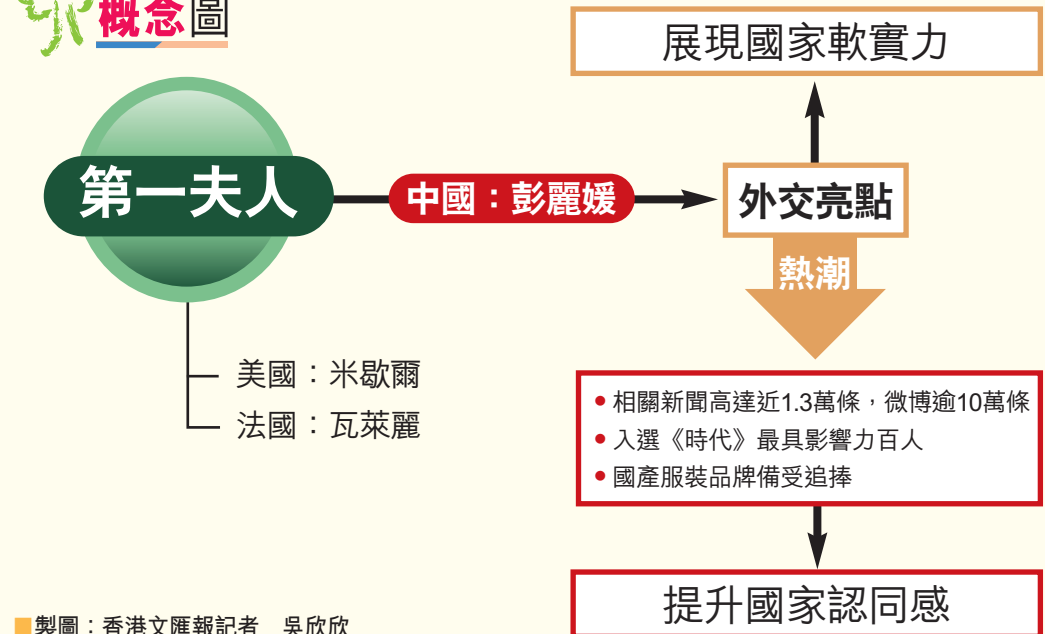 概念圖
展現國家軟實力
第一夫人
中國：彭麗媛
外交亮點
熱潮
美國：米歇爾
法國：瓦萊麗
•相關新聞高達近1.3萬條，微博逾10萬條
•入選《時代》最具影響力百人
•國產服裝品牌備受追捧
提升國家認同感
■製圖：香港文匯報記者　吳欣欣